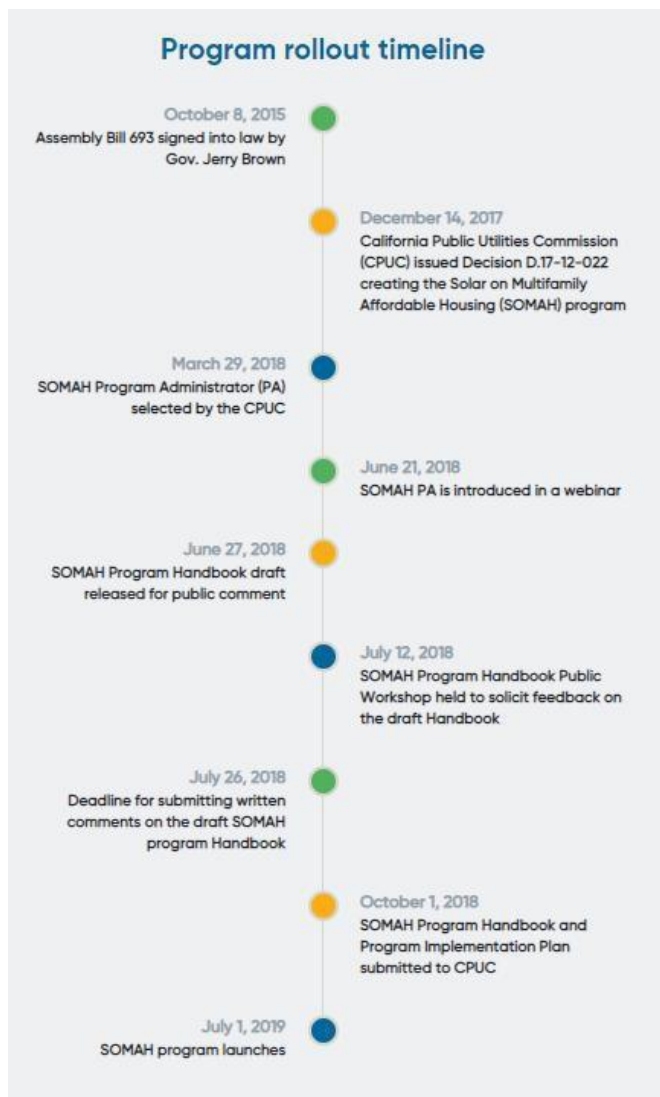 Program rollout timeline
October 8, 2015
Assembly Bill 693 signed into law by
Gov. Jerry Brown
December 14, 2017
California Public Utilities Commission
(CPUC) issued Decision D.17-12-022
creating the Solar on Multifamily
Affordable Housing (SOMAH) program
March 29, 2018
SOMAH Program Administrator (PA)
selected by the CPUC
June 21, 2018
SOMAH PA is introduced in a webinar
June 27, 2018
SOMAH Program Handbook draft
released for public comment
July 12, 2018
SOMAH Program Handbook Public
Workshop held to solicit feedback on
the draft Handbook
July 26, 2018
Deadline for submitting written
comments on the draft SOMAH
program Handbook
October 1, 2018
SOMAH Program Handbook and
Program Implementation Plan
submitted to CPUC
July 1, 2019
SOMAH program launches